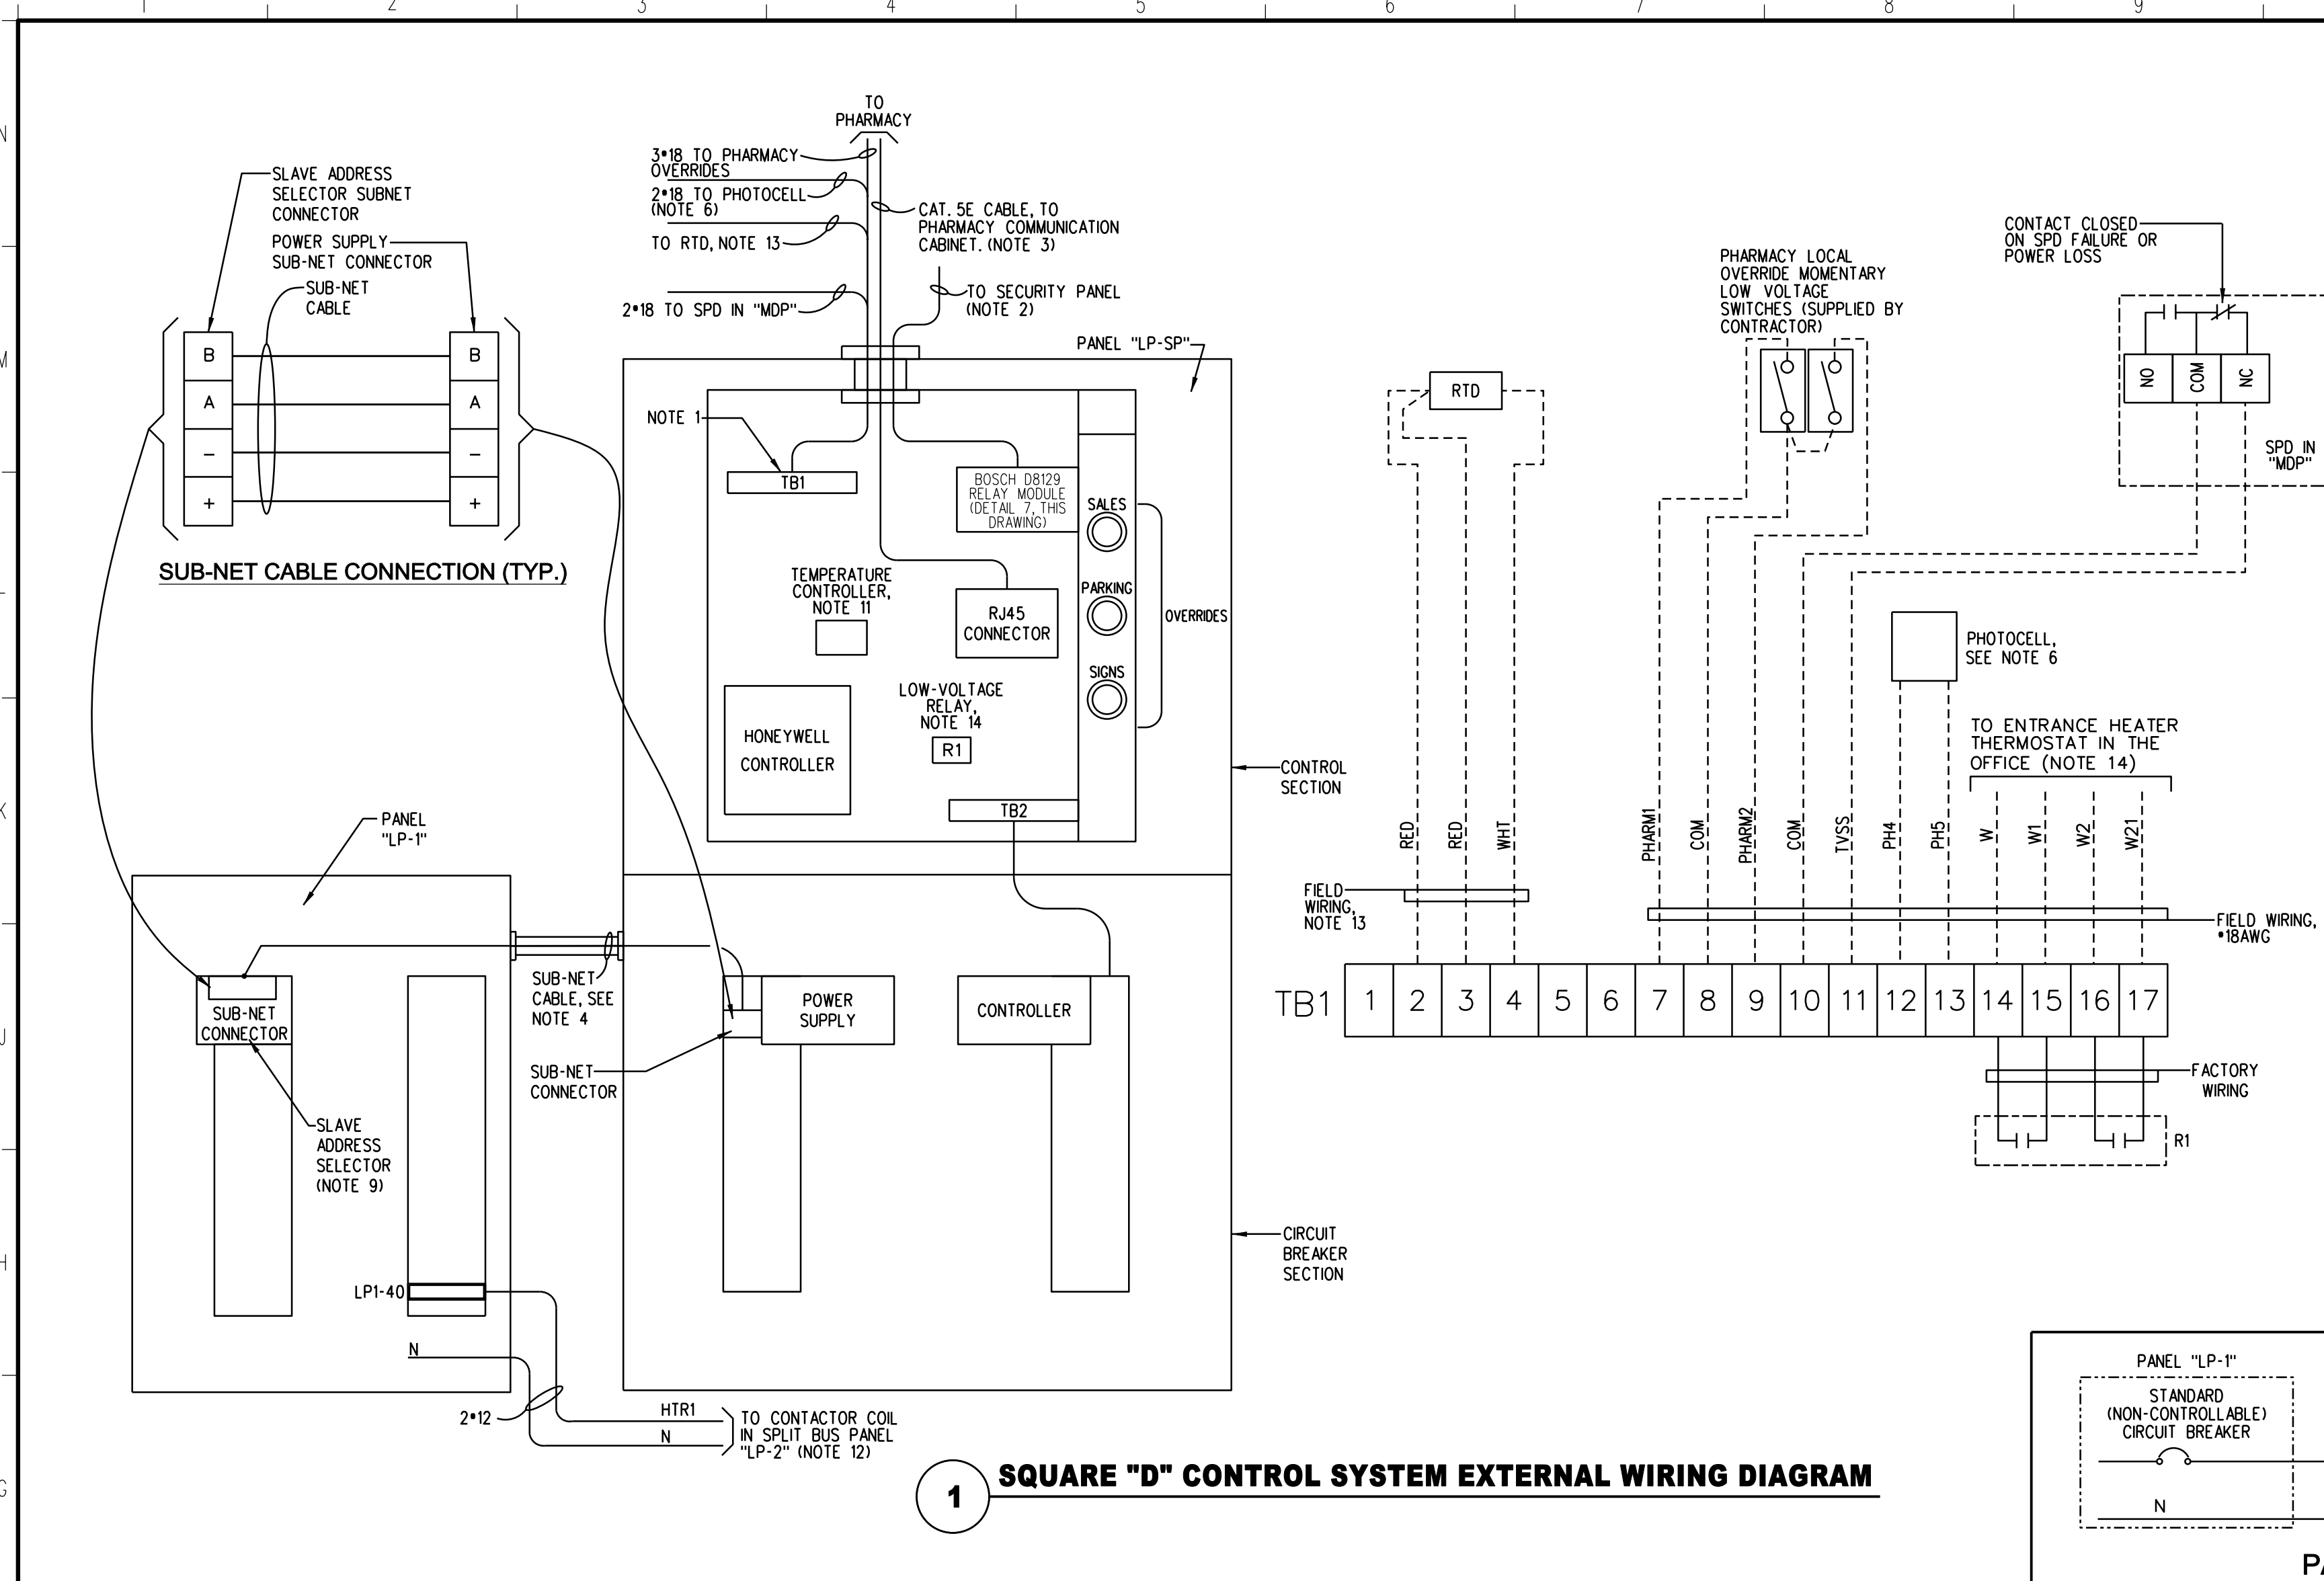 1 2 3 4 5 6 7 8 9
N
M
K
J
H
G
TO
PHARMACY
3#18 TO PHARMACY
OVERRIDES
2#18 TO PHOTOCELL
(NOTE 6)
TO RTD, NOTE 13
2#18 TO SPD IN "MDP"
CAT. 5E CABLE, TO
PHARMACY COMMUNICATION
CABINET. (NOTE 3)
TO SECURITY PANEL
(NOTE 2)
PANEL "LP-SP"
SLAVE ADDRESS
SELECTOR SUBNET
CONNECTOR
POWER SUPPLY
SUB-NET CONNECTOR
SUB-NET
CABLE
B B
A A
- -
+ +
SUB-NET CABLE CONNECTION (TYP.)
NOTE 1
TB1
BOSCH D8129
RELAY MODULE
(DETAIL 7, THIS
DRAWING)
SALES
PARKING
SIGNS
OVERRIDES
TEMPERATURE
CONTROLLER,
NOTE 11
RJ45
CONNECTOR
LOW-VOLTAGE
RELAY,
NOTE 14
R1
HONEYWELL
CONTROLLER
TB2
CONTROL
SECTION
PANEL
"LP-1"
SUB-NET
CONNECTOR
SUB-NET
CABLE, SEE
NOTE 4
POWER
SUPPLY
CONTROLLER
SUB-NET
CONNECTOR
SLAVE
ADDRESS
SELECTOR
(NOTE 9)
LP1-40
N
2#12
HTR1
N
TO CONTACTOR COIL
IN SPLIT BUS PANEL
"LP-2" (NOTE 12)
CIRCUIT
BREAKER
SECTION
RTD
PHARMACY LOCAL
OVERRIDE MOMENTARY
LOW VOLTAGE
SWITCHES (SUPPLIED BY
CONTRACTOR)
CONTACT CLOSED
ON SPD FAILURE OR
POWER LOSS
NO COM NC
SPD IN
"MDP"
PHOTOCELL,
SEE NOTE 6
TO ENTRANCE HEATER
THERMOSTAT IN THE
OFFICE (NOTE 14)
RED RED WHT PHARM1 COM PHARM2 COM TVSS PH4 PH5 W W1 W2 W21
FIELD
WIRING,
NOTE 13
FIELD WIRING,
#18AWG
TB1 1 2 3 4 5 6 7 8 9 10 11 12 13 14 15 16 17
FACTORY
WIRING
R1
1 SQUARE "D" CONTROL SYSTEM EXTERNAL WIRING DIAGRAM
PANEL "LP-1"
STANDARD
(NON-CONTROLLABLE)
CIRCUIT BREAKER
N